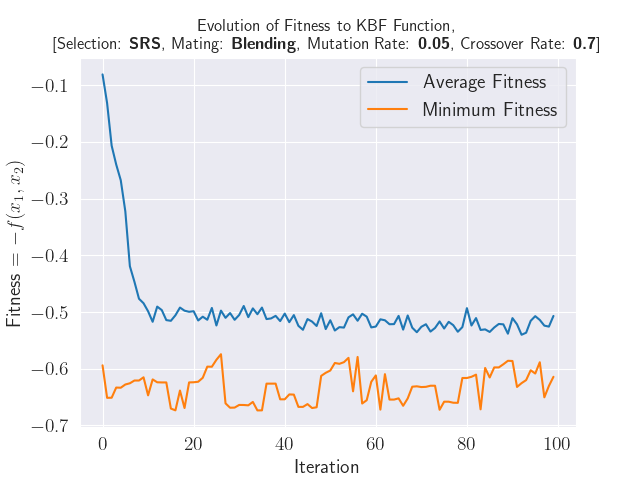 Evolution of Fitness to KBF Function,
[Selection: SRS, Mating: Blending, Mutation Rate: 0.05, Crossover Rate: 0.7]
Average Fitness
Minimum Fitness
Fitness = −f(x₁, x₂)
−0.1
−0.2
−0.3
−0.4
−0.5
−0.6
−0.7
0 20 40 60 80 100
Iteration